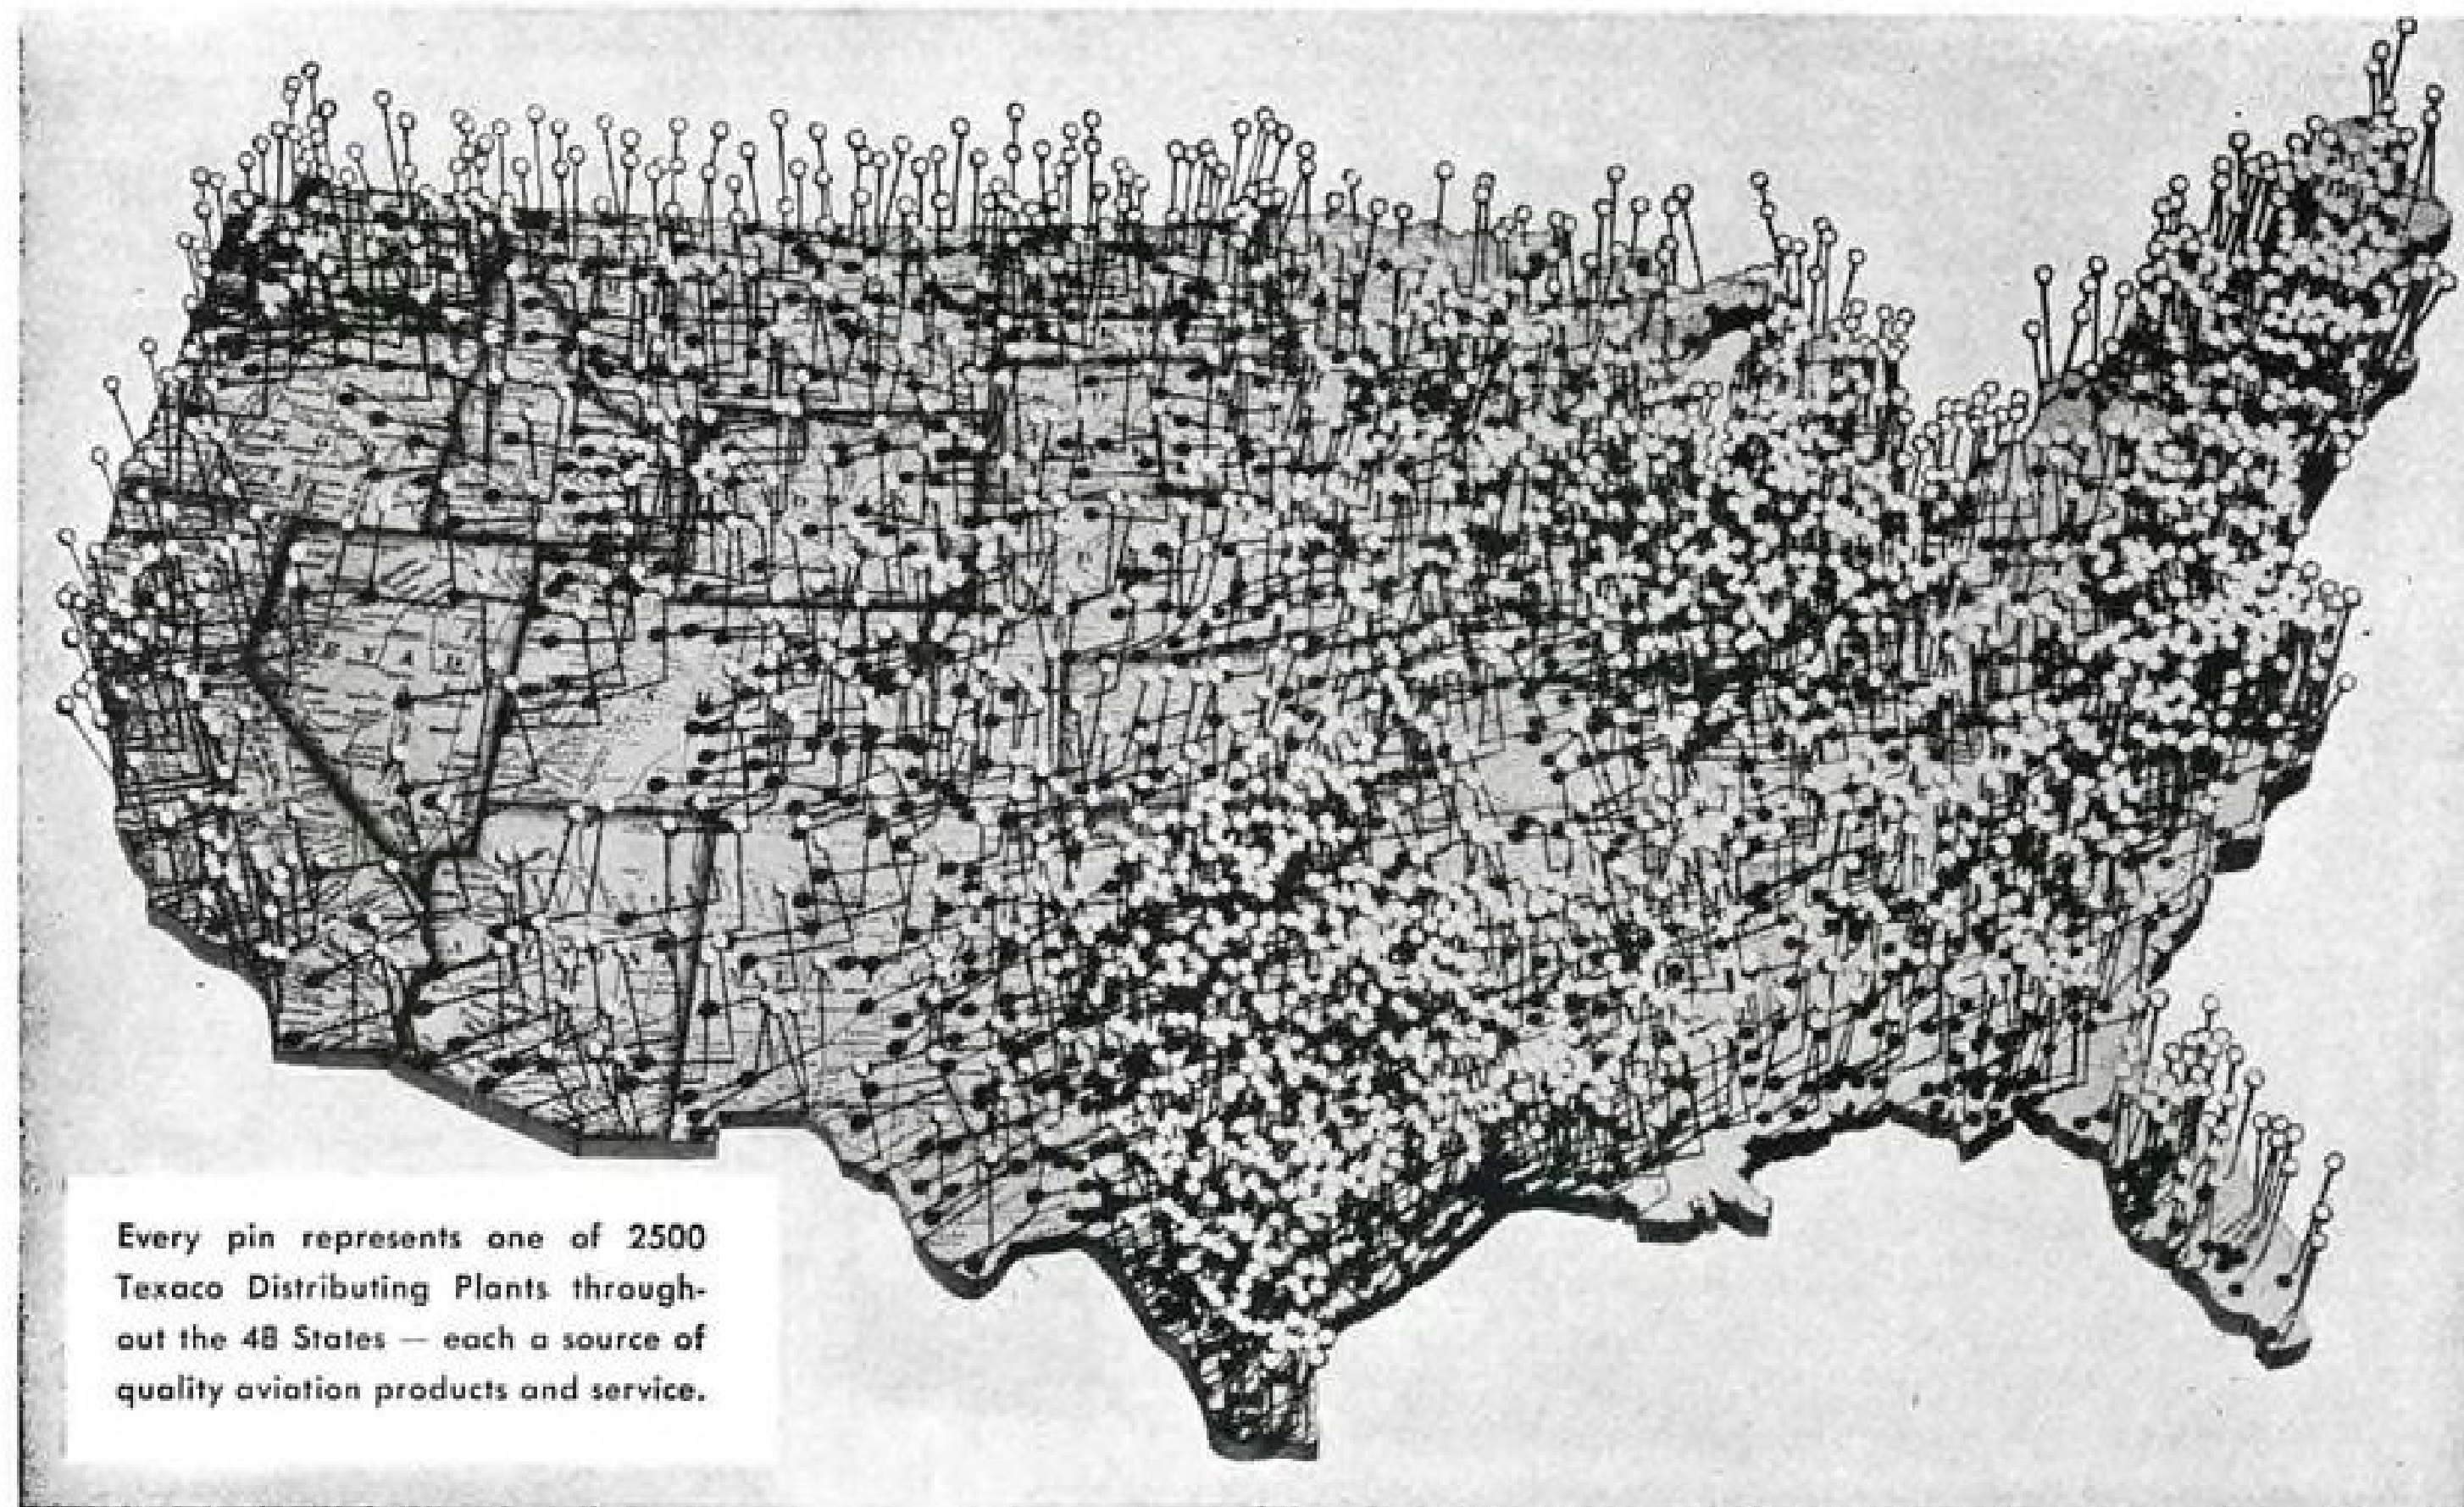 Every pin represents one of 2500
Texaco Distributing Plants through-
out the 48 States — each a source of
quality aviation products and service.